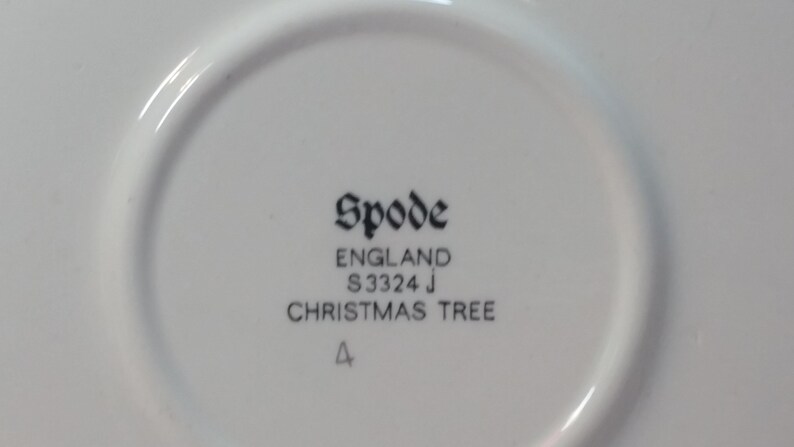 Spode
ENGLAND
S3324 J
CHRISTMAS TREE
4